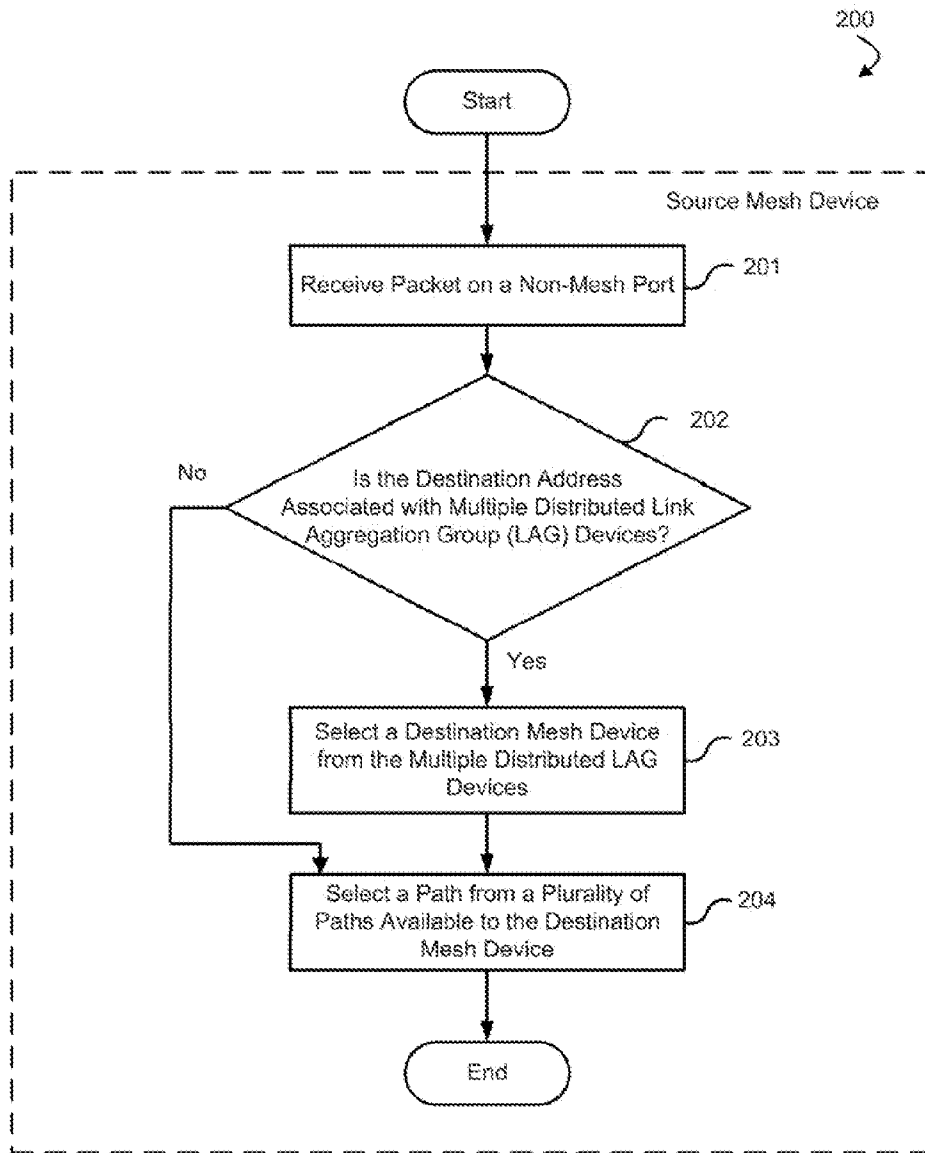 200
Start
Source Mesh Device
Receive Packet on a Non-Mesh Port
201
202
No
Is the Destination Address
Associated with Multiple Distributed Link
Aggregation Group (LAG) Devices?
Yes
Select a Destination Mesh Device
from the Multiple Distributed LAG
Devices
203
Select a Path from a Plurality of
Paths Available to the Destination
Mesh Device
204
End